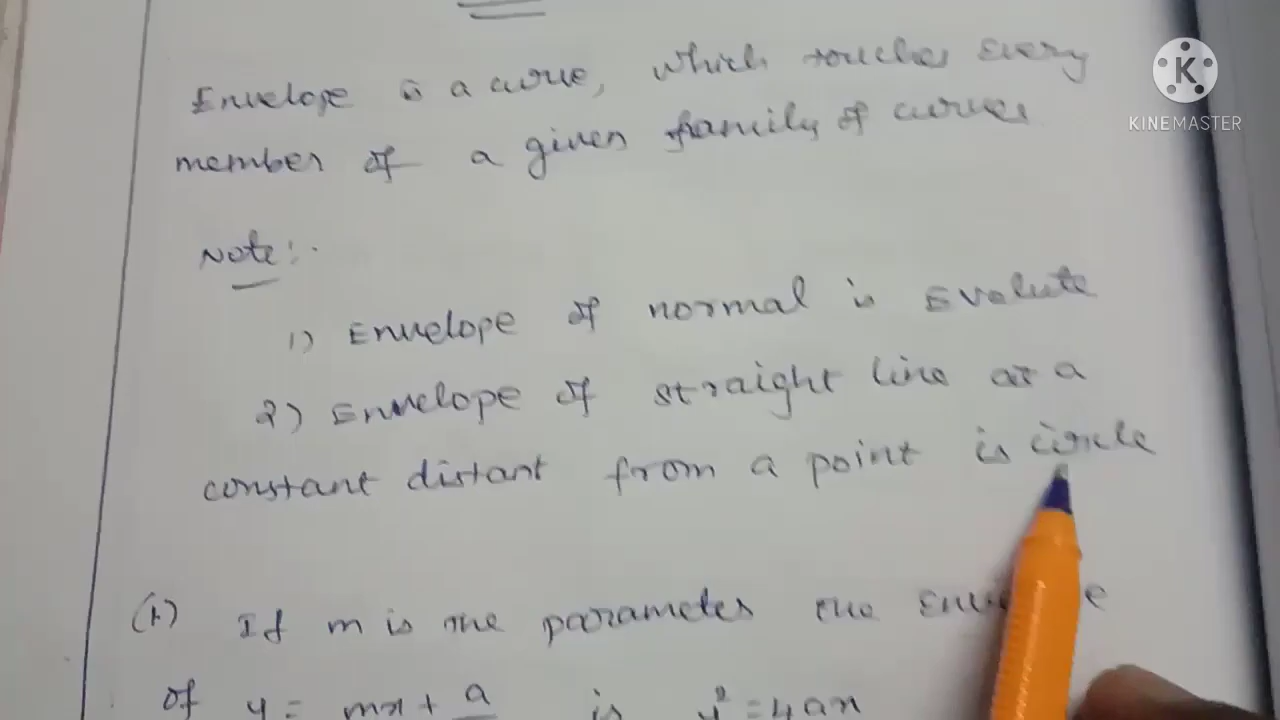 Envelope is a curve, which touches every
member of a given family of curves
K
KINEMASTER
Note:-
1) Envelope of normal is Evolute
2) Envelope of straight line at a
constant distant from a point is circle
(1) If m is the parameter the
of y = mx + a is y² = 4ax